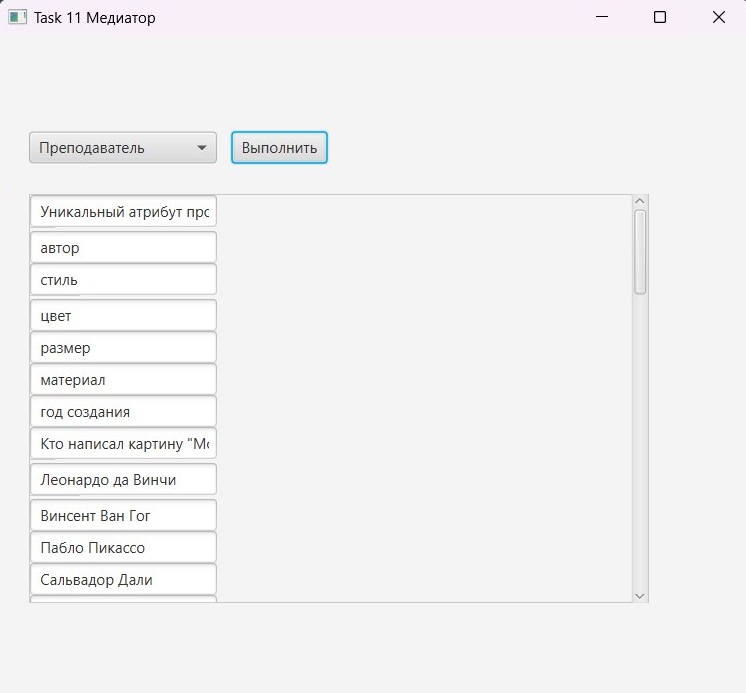 Task 11 Медиатор
Преподаватель
Выполнить
Уникальный атрибут про
автор
стиль
цвет
размер
материал
год создания
Кто написал картину "Мо
Леонардо да Винчи
Винсент Ван Гог
Пабло Пикассо
Сальвадор Дали